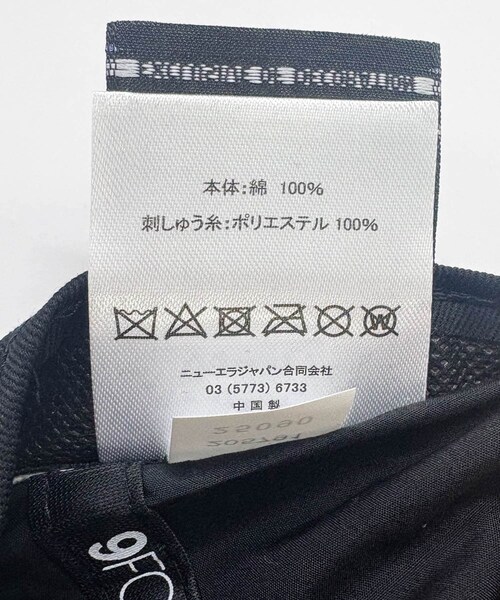 本体:綿 100%
刺しゅう糸:ポリエステル 100%
W
ニューエラジャパン合同会社
03 (5773) 6733
中国製
9FO